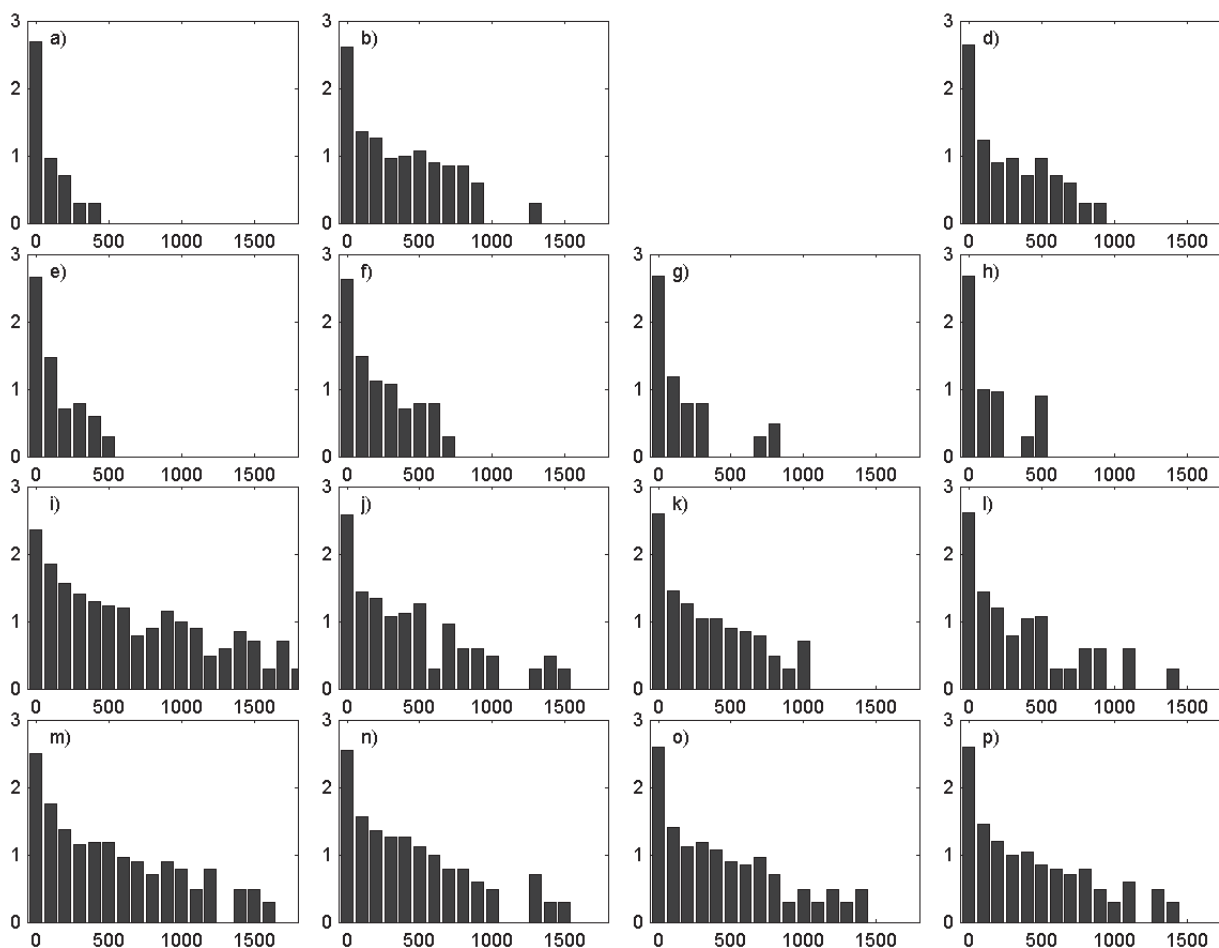 3 a) 3 b) 3 d)
2 2 2
1 1 1
0 0 0
0 500 1000 1500 0 500 1000 1500 0 500 1000 1500
3 e) 3 f) 3 g) 3 h)
2 2 2 2
1 1 1 1
0 0 0 0
0 500 1000 1500 0 500 1000 1500 0 500 1000 1500 0 500 1000 1500
3 i) 3 j) 3 k) 3 l)
2 2 2 2
1 1 1 1
0 0 0 0
0 500 1000 1500 0 500 1000 1500 0 500 1000 1500 0 500 1000 1500
3 m) 3 n) 3 o) 3 p)
2 2 2 2
1 1 1 1
0 0 0 0
0 500 1000 1500 0 500 1000 1500 0 500 1000 1500 0 500 1000 1500